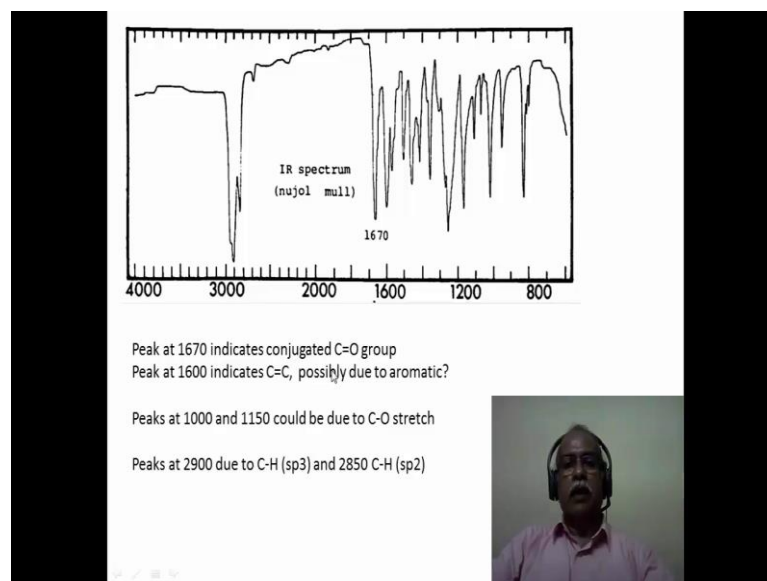 IR spectrum
(nujol mull)
1670
4000 3000 2000 1600 1200 800
Peak at 1670 indicates conjugated C=O group
Peak at 1600 indicates C=C, possibly due to aromatic?
Peaks at 1000 and 1150 could be due to C-O stretch
Peaks at 2900 due to C-H (sp3) and 2850 C-H (sp2)